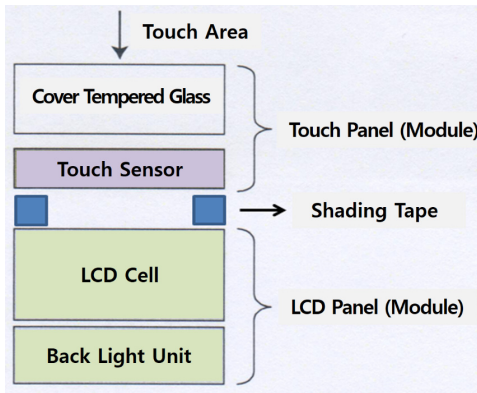 Touch Area
Cover Tempered Glass
Touch Panel (Module)
Touch Sensor
Shading Tape
LCD Cell
LCD Panel (Module)
Back Light Unit